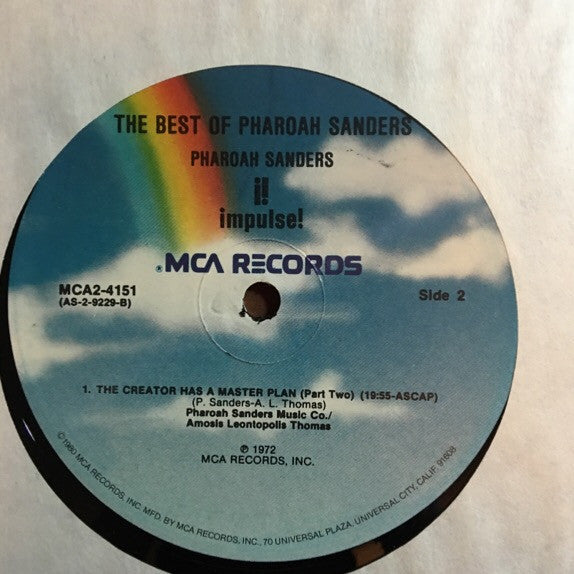 THE BEST OF PHAROAH SANDERS
PHAROAH SANDERS
i!
impulse!
® MCA RECORDS
MCA2-4151
(AS-2-9229-B)
Side 2
1. THE CREATOR HAS A MASTER PLAN (Part Two) (19:55-ASCAP)
(P. Sanders-A. L. Thomas)
Pharoah Sanders Music Co./
Amosis Leontopolis Thomas
℗ 1972
MCA RECORDS, INC.
©1980 MCA RECORDS, INC. MFD. BY MCA RECORDS, INC., 70 UNIVERSAL PLAZA, UNIVERSAL CITY, CALIF. 91608